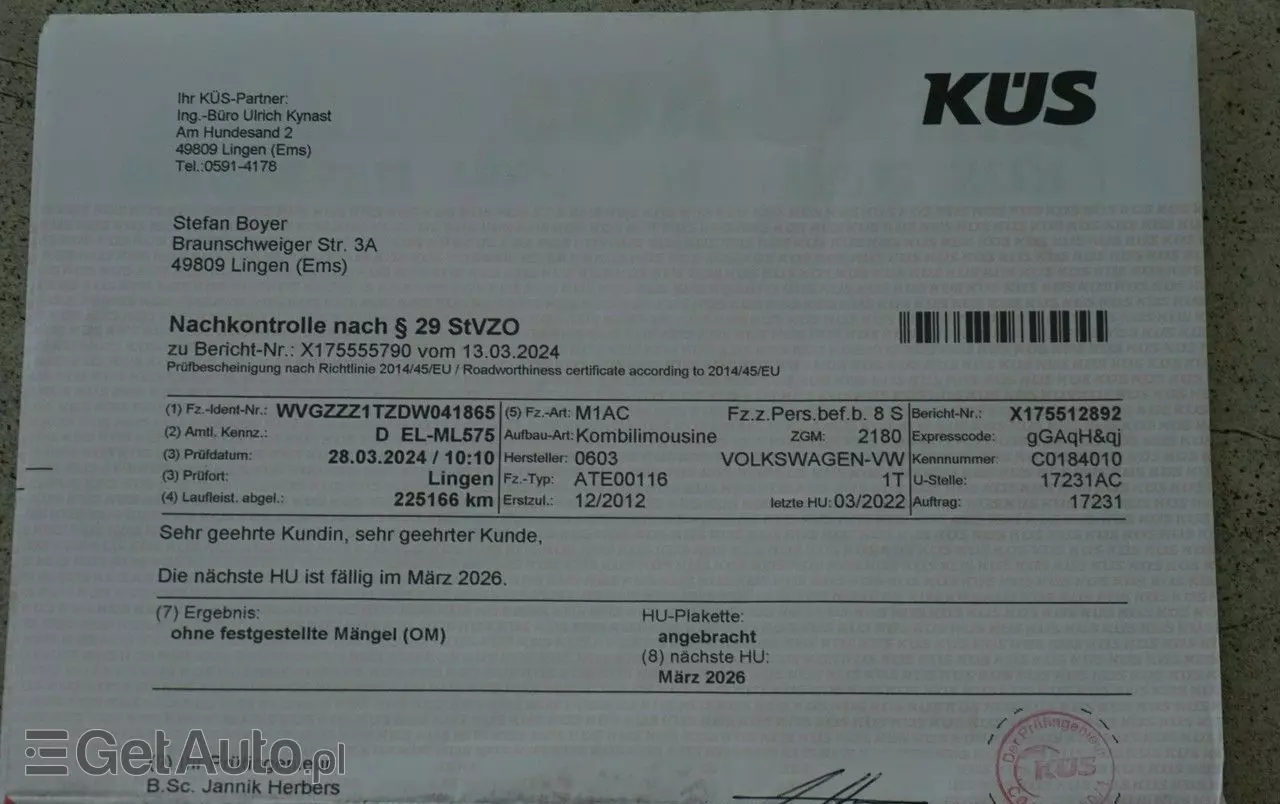 KÜS
Ihr KÜS-Partner:
Ing.-Büro Ulrich Kynast
Am Hundesand 2
49809 Lingen (Ems)
Tel.:0591-4178
Stefan Boyer
Braunschweiger Str. 3A
49809 Lingen (Ems)
Nachkontrolle nach § 29 StVZO
zu Bericht-Nr.: X175555790 vom 13.03.2024
Prüfbescheinigung nach Richtlinie 2014/45/EU / Roadworthiness certificate according to 2014/45/EU
(1) Fz.-Ident-Nr.: WVGZZZ1TZDW041865 (5) Fz.-Art: M1AC Fz.z.Pers.bef.b. 8 S Bericht-Nr.: X175512892
(2) Amtl. Kennz.: D EL-ML575 Aufbau-Art: Kombilimousine ZGM: 2180 Expresscode: gGAqH&qj
(3) Prüfdatum: 28.03.2024 / 10:10 Hersteller: 0603 VOLKSWAGEN-VW Kennnummer: C0184010
(3) Prüfort: Lingen Fz.-Typ: ATE00116 1T U-Stelle: 17231AC
(4) Laufleist. abgel.: 225166 km Erstzul.: 12/2012 letzte HU: 03/2022 Auftrag: 17231
Sehr geehrte Kundin, sehr geehrter Kunde,
Die nächste HU ist fällig im März 2026.
(7) Ergebnis: HU-Plakette:
ohne festgestellte Mängel (OM) angebracht
(8) nächste HU:
März 2026
Der Prüfingenieur
KÜS
GetAuto.pl
B.Sc. Jannik Herbers